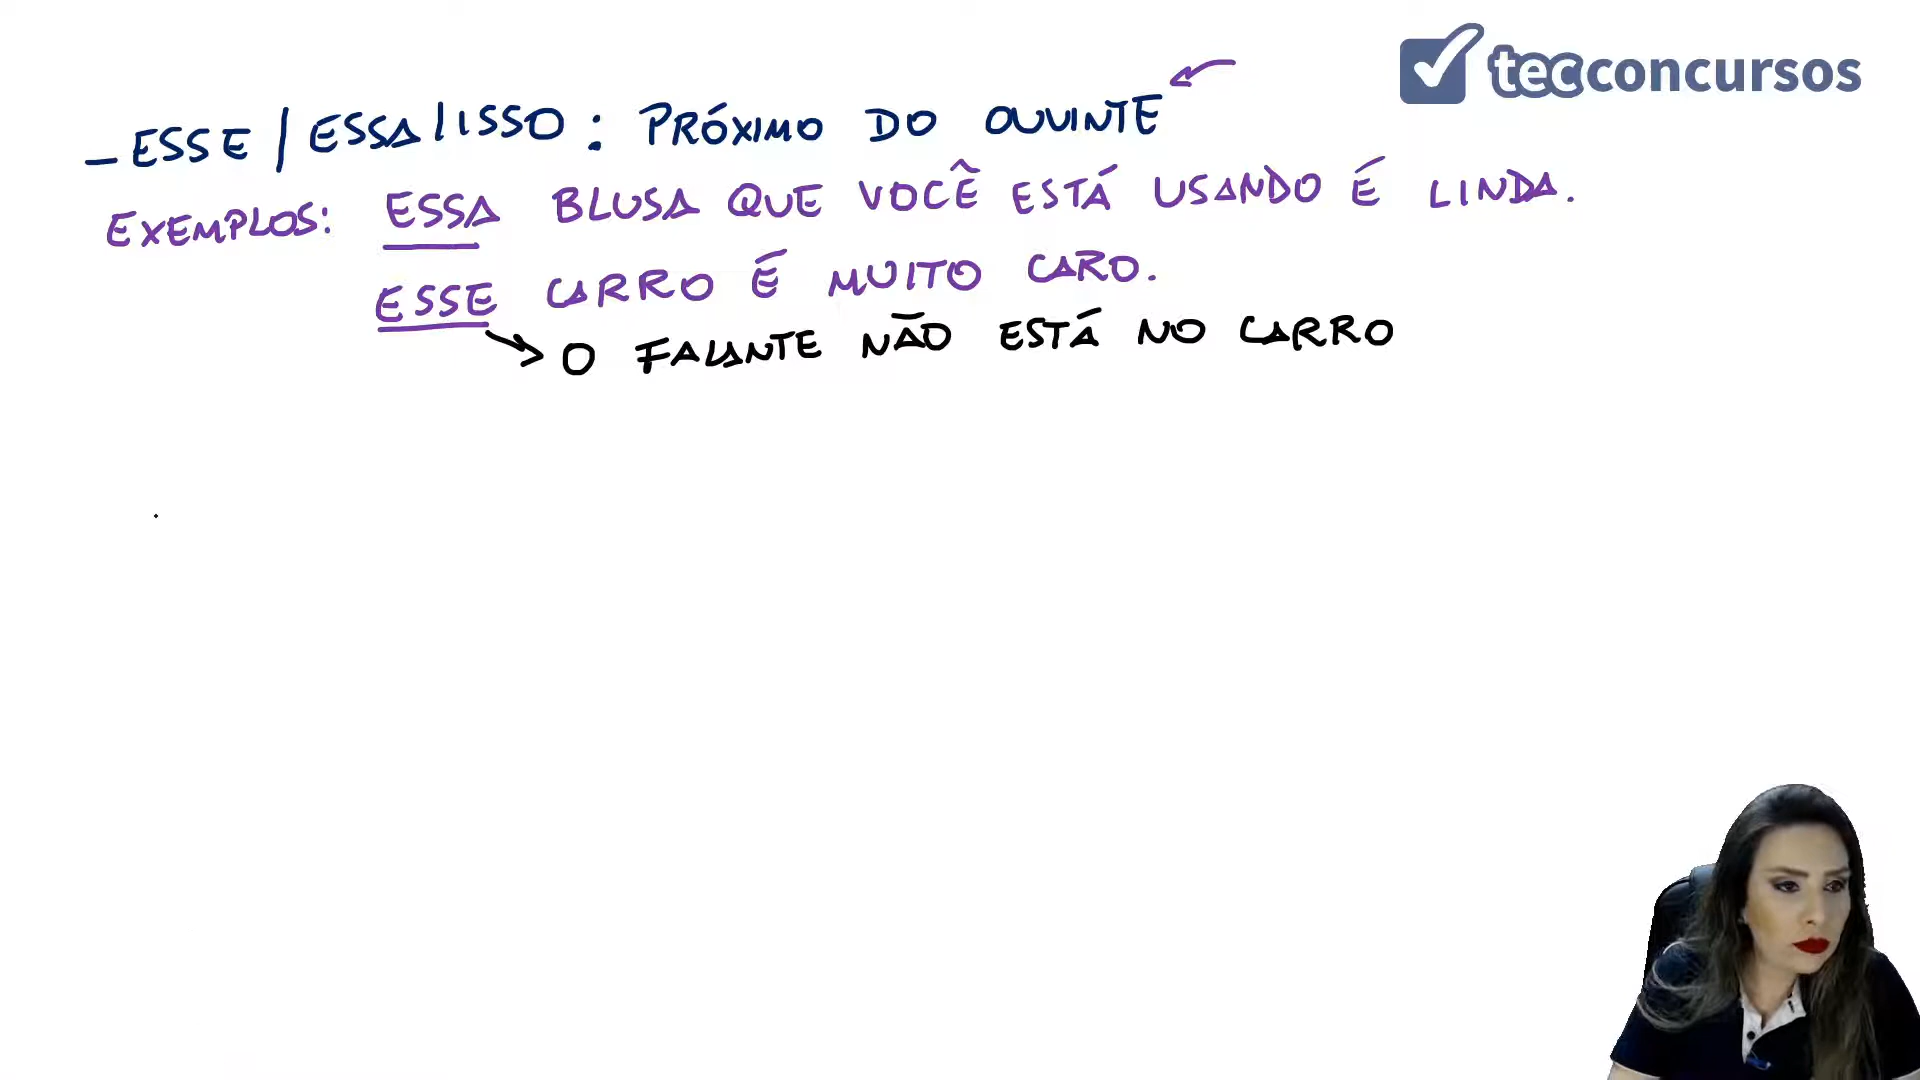 tecconcursos
- ESSE / ESSA / ISSO : PRÓXIMO DO OUVINTE
EXEMPLOS: ESSA BLUSA QUE VOCÊ ESTÁ USANDO É LINDA.
ESSE CARRO É MUITO CARO.
O FALANTE NÃO ESTÁ NO CARRO